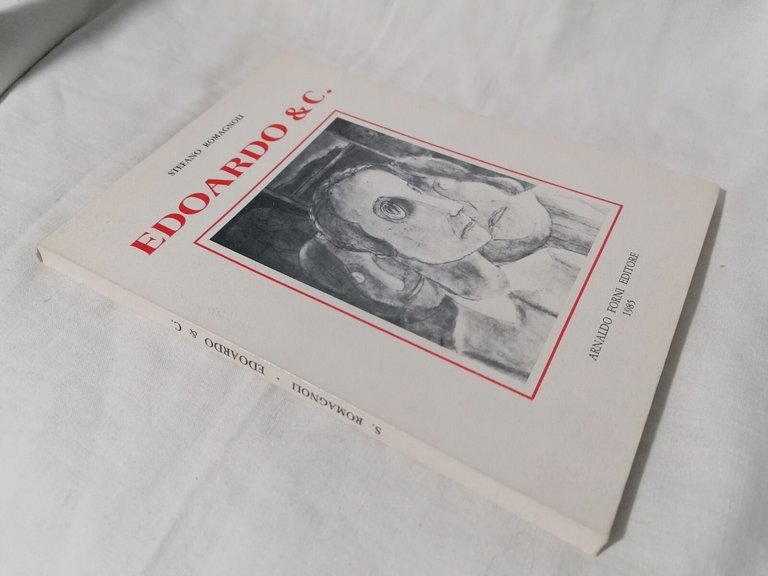 STEFANO ROMAGNOLI
EDOARDO & C.
ARNALDO FORNI EDITORE
1985
S. ROMAGNOLI - EDOARDO & C.